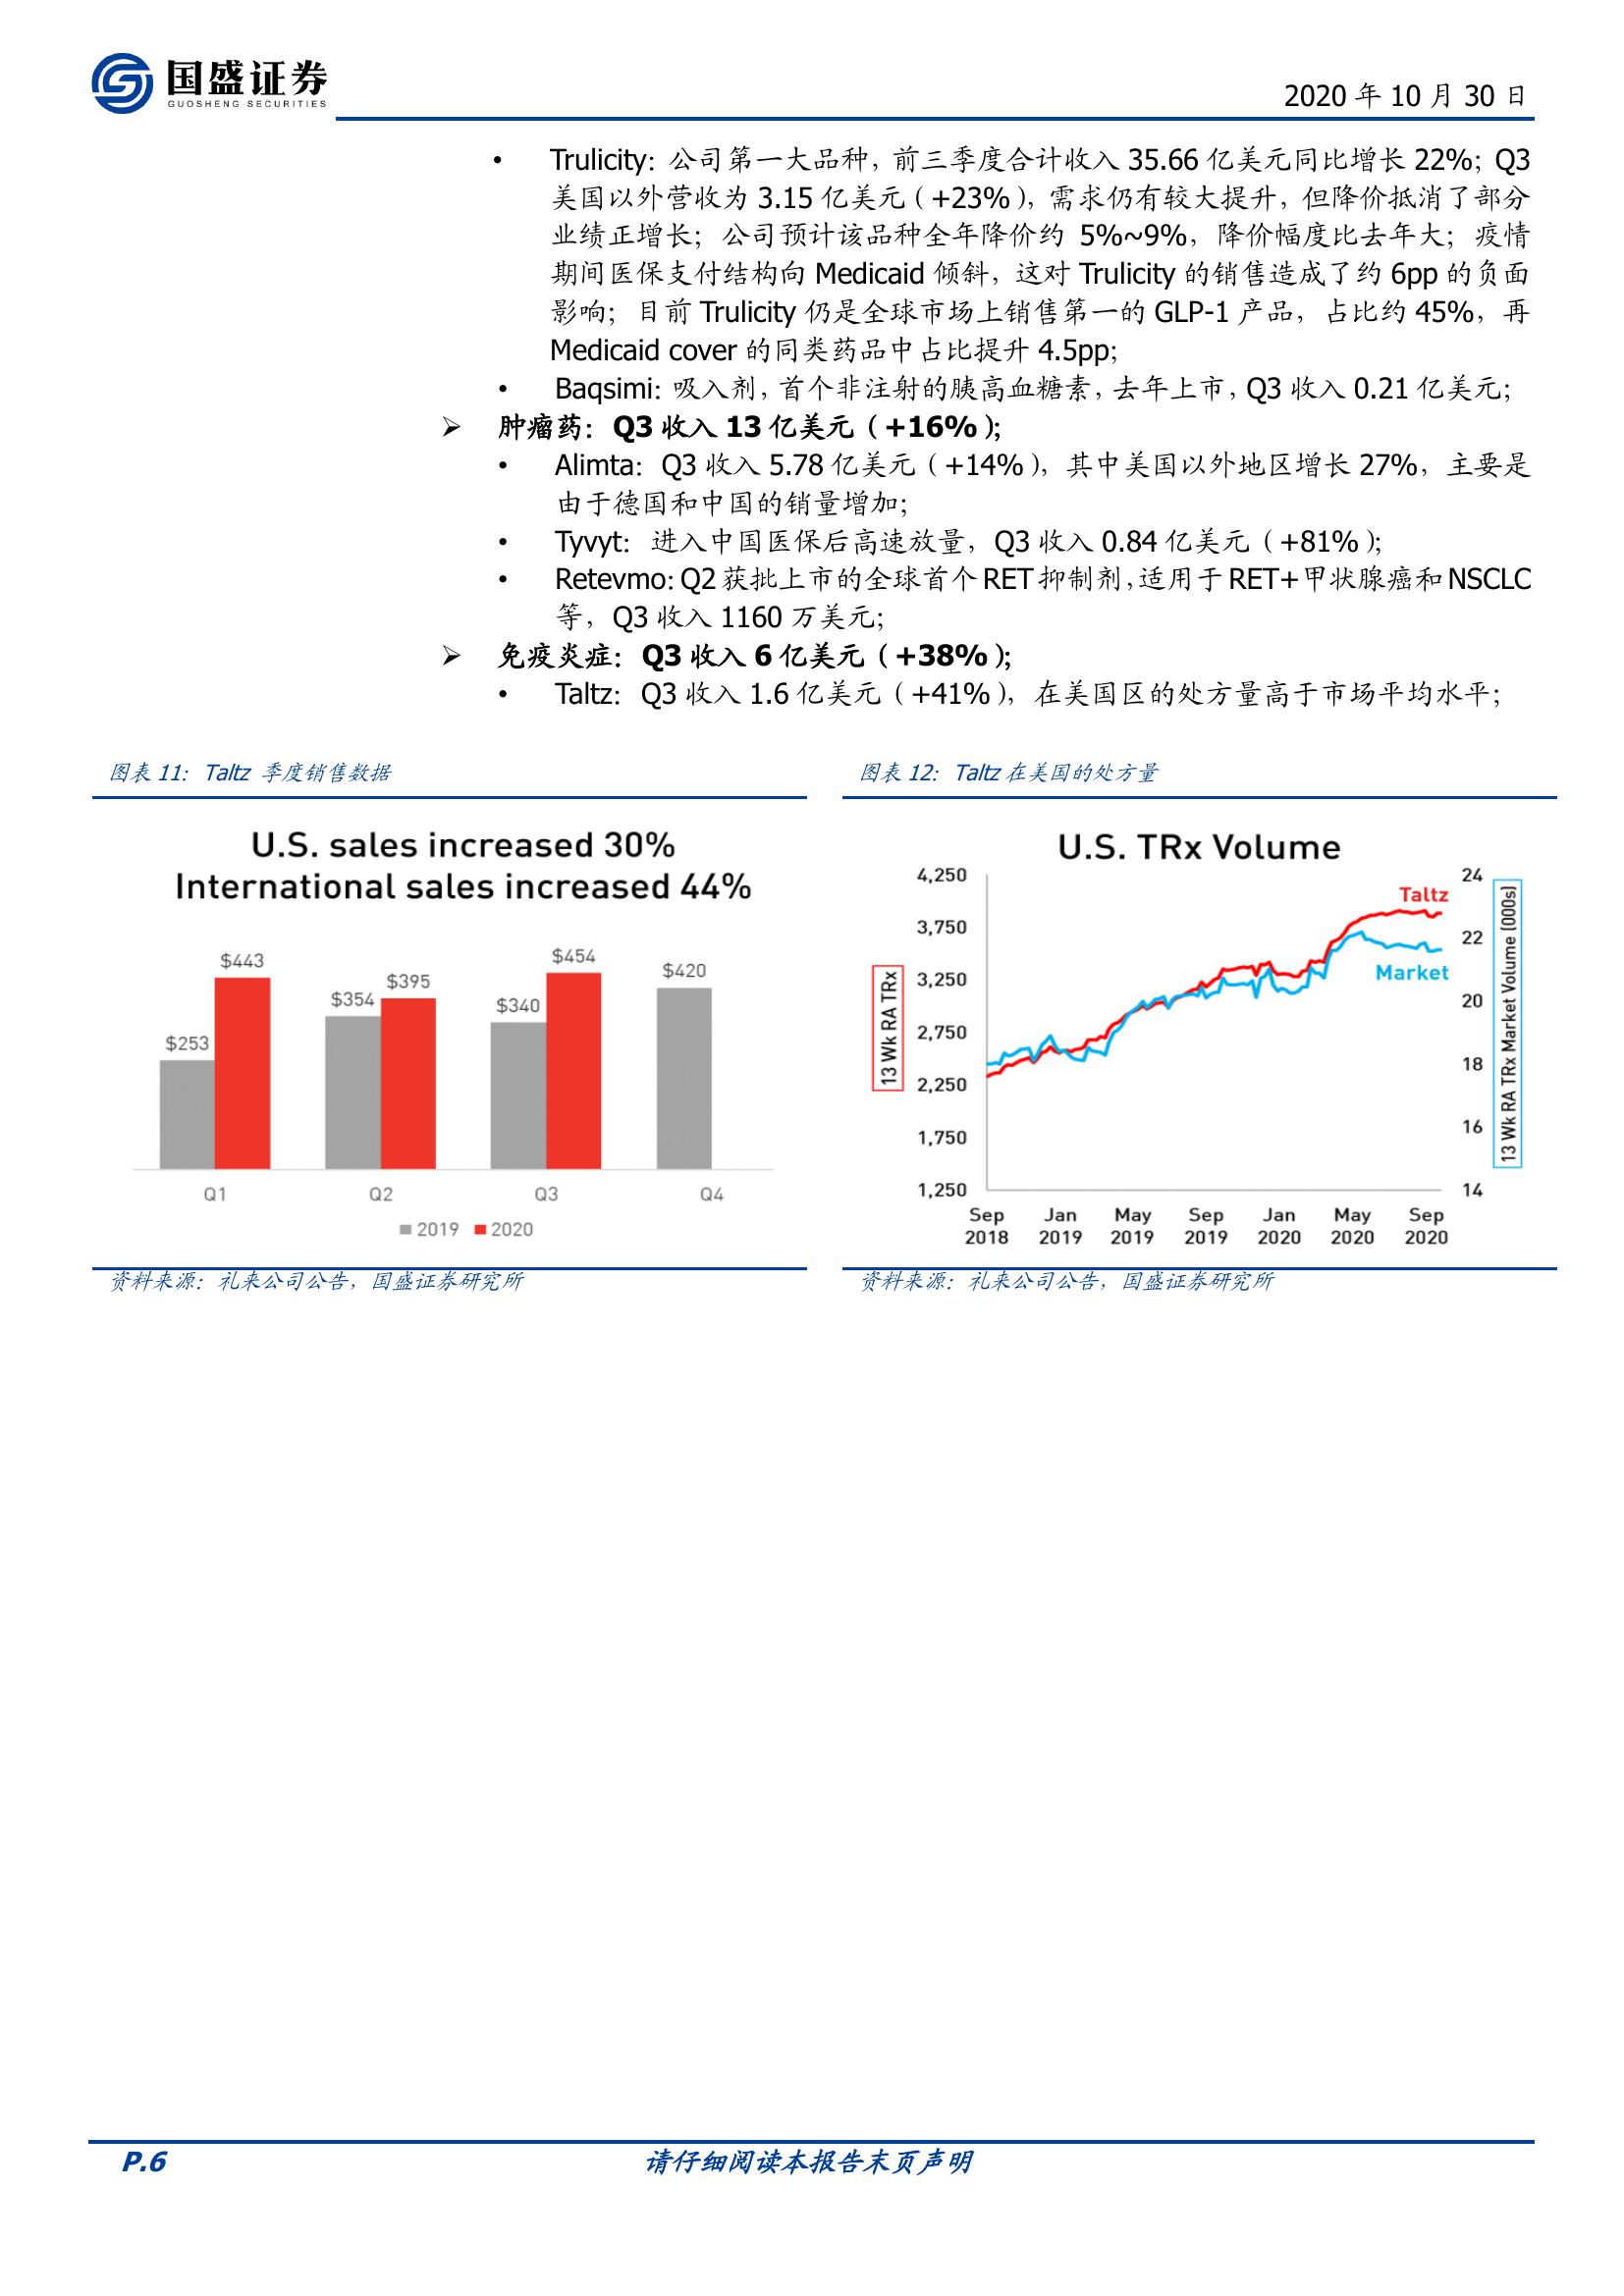 国盛证券
GUOSHENG SECURITIES
2020 年 10 月 30 日
• Trulicity：公司第一大品种，前三季度合计收入 35.66 亿美元同比增长 22%；Q3
美国以外营收为 3.15 亿美元（+23%），需求仍有较大提升，但降价抵消了部分
业绩正增长；公司预计该品种全年降价约 5%~9%，降价幅度比去年大；疫情
期间医保支付结构向 Medicaid 倾斜，这对 Trulicity 的销售造成了约 6pp 的负面
影响；目前 Trulicity 仍是全球市场上销售第一的 GLP-1 产品，占比约 45%，再
Medicaid cover 的同类药品中占比提升 4.5pp；
• Baqsimi：吸入剂，首个非注射的胰高血糖素，去年上市，Q3 收入 0.21 亿美元；
➢ 肿瘤药：Q3 收入 13 亿美元（+16%）；
• Alimta：Q3 收入 5.78 亿美元（+14%），其中美国以外地区增长 27%，主要是
由于德国和中国的销量增加；
• Tyvyt：进入中国医保后高速放量，Q3 收入 0.84 亿美元（+81%）；
• Retevmo：Q2 获批上市的全球首个 RET 抑制剂，适用于 RET+甲状腺癌和 NSCLC
等，Q3 收入 1160 万美元；
➢ 免疫炎症：Q3 收入 6 亿美元（+38%）；
• Taltz：Q3 收入 1.6 亿美元（+41%），在美国区的处方量高于市场平均水平；
图表 11：Taltz 季度销售数据
U.S. sales increased 30%
International sales increased 44%
$253
$443
$354
$395
$340
$454
$420
Q1 Q2 Q3 Q4
2019 2020
资料来源：礼来公司公告，国盛证券研究所
图表 12：Taltz 在美国的处方量
U.S. TRx Volume
13 Wk RA TRx
4,250
3,750
3,250
2,750
2,250
1,750
1,250
Taltz
Market
24
22
20
18
16
14
13 Wk RA TRx Market Volume (000s)
Sep Jan May Sep Jan May Sep
2018 2019 2019 2019 2020 2020 2020
资料来源：礼来公司公告，国盛证券研究所
P.6
请仔细阅读本报告末页声明